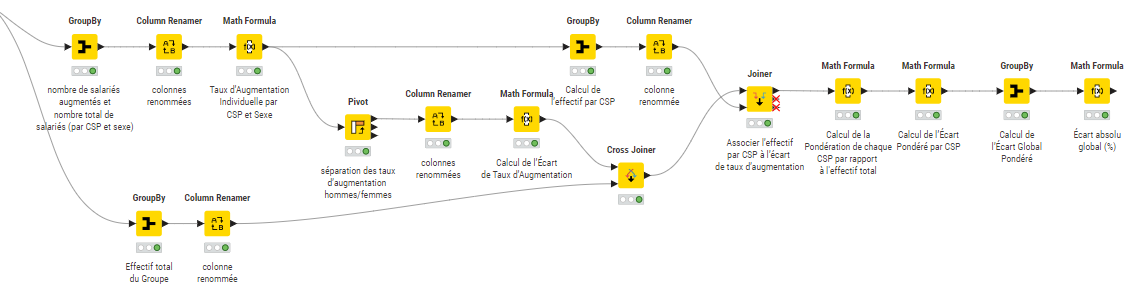 GroupBy
nombre de salariés
augmentés et
nombre total de
salariés (par CSP et sexe)
Column Renamer
colonnes
renommées
Math Formula
Taux d'Augmentation
Individuelle par
CSP et Sexe
GroupBy
Calcul de
l'effectif par CSP
Column Renamer
colonne
renommée
Pivot
séparation des taux
d'augmentation
hommes/femmes
Column Renamer
colonnes
renommées
Math Formula
Calcul de l'Écart
de Taux d'Augmentation
Cross Joiner
Joiner
Associer l'effectif
par CSP à l'écart
de taux d'augmentation
Math Formula
Calcul de la
Pondération de chaque
CSP par rapport
à l'effectif total
Math Formula
Calcul de l'Écart
Pondéré par CSP
GroupBy
Calcul de
l'Écart Global
Pondéré
Math Formula
Écart absolu
global (%)
GroupBy
Effectif total
du Groupe
Column Renamer
colonne
renommée